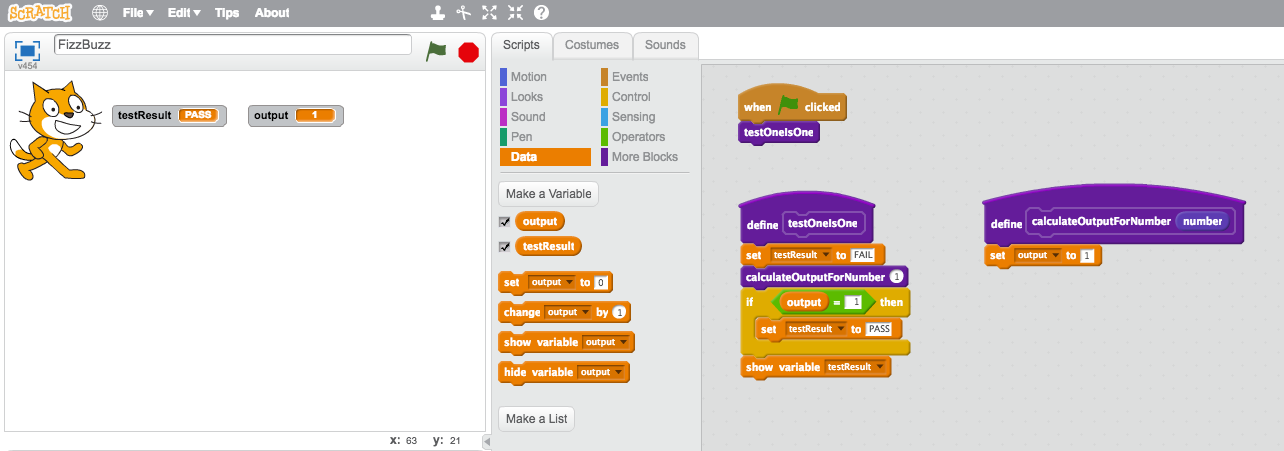 SCRATCH File Edit Tips About
FizzBuzz
v454
testResult PASS output 1
x: 63 y: 21
Scripts Costumes Sounds
Motion Events
Looks Control
Sound Sensing
Pen Operators
Data More Blocks
Make a Variable
output
testResult
set output to 0
change output by 1
show variable output
hide variable output
Make a List
when clicked
testOneIsOne
define testOneIsOne
set testResult to FAIL
calculateOutputForNumber 1
if output = 1 then
set testResult to PASS
show variable testResult
define calculateOutputForNumber number
set output to 1